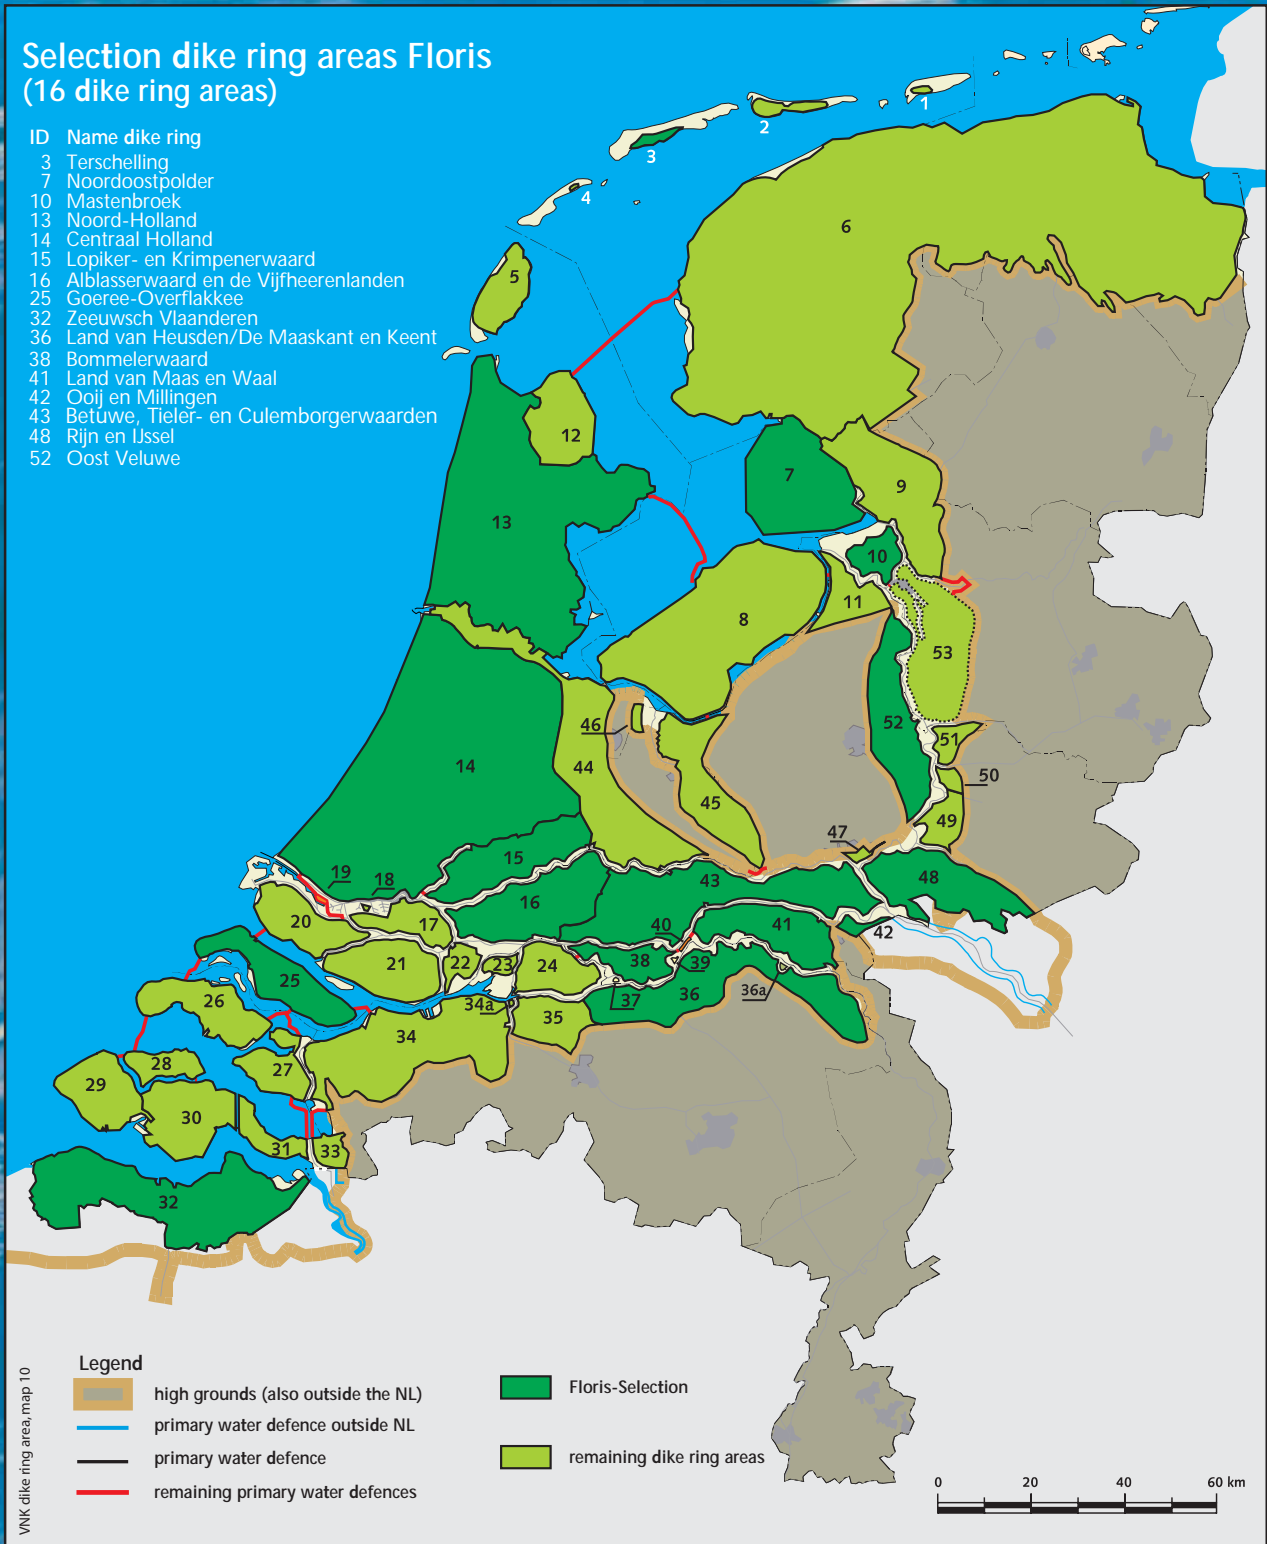 Selection dike ring areas Floris
(16 dike ring areas)
ID Name dike ring
3 Terschelling
7 Noordoostpolder
10 Mastenbroek
13 Noord-Holland
14 Centraal Holland
15 Lopiker- en Krimpenerwaard
16 Alblasserwaard en de Vijfheerenlanden
25 Goeree-Overflakkee
32 Zeeuwsch Vlaanderen
36 Land van Heusden/De Maaskant en Keent
38 Bommelerwaard
41 Land van Maas en Waal
42 Ooij en Millingen
43 Betuwe, Tieler- en Culemborgerwaarden
48 Rijn en IJssel
52 Oost Veluwe
1
2
3
4
5
6
12
7
9
13
10
11
8
53
52
46
51
14
44
50
45
49
47
15
19
18
43
48
16
20
17
40
41
42
21
22
23
24
38
39
25
36
36a
37
26
34a
35
34
28
27
29
30
31
33
32
Legend
high grounds (also outside the NL)
primary water defence outside NL
primary water defence
remaining primary water defences
Floris-Selection
remaining dike ring areas
0 20 40 60 km
VNK dike ring area, map 10